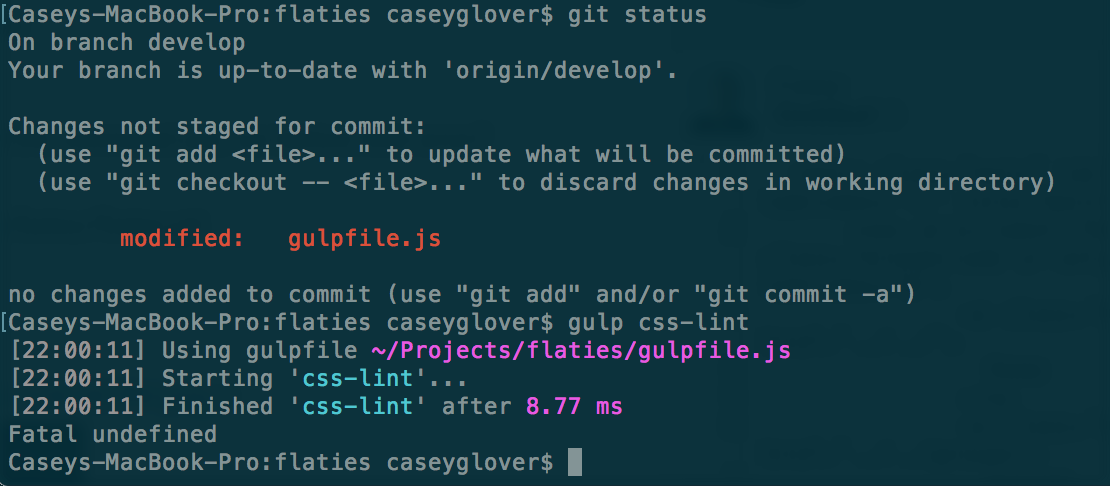 [Caseys-MacBook-Pro:flaties caseyglover$ git status
On branch develop
Your branch is up-to-date with 'origin/develop'.
Changes not staged for commit:
  (use "git add <file>..." to update what will be committed)
  (use "git checkout -- <file>..." to discard changes in working directory)
        modified:   gulpfile.js
no changes added to commit (use "git add" and/or "git commit -a")
[Caseys-MacBook-Pro:flaties caseyglover$ gulp css-lint
[22:00:11] Using gulpfile ~/Projects/flaties/gulpfile.js
[22:00:11] Starting 'css-lint'...
[22:00:11] Finished 'css-lint' after 8.77 ms
Fatal undefined
Caseys-MacBook-Pro:flaties caseyglover$